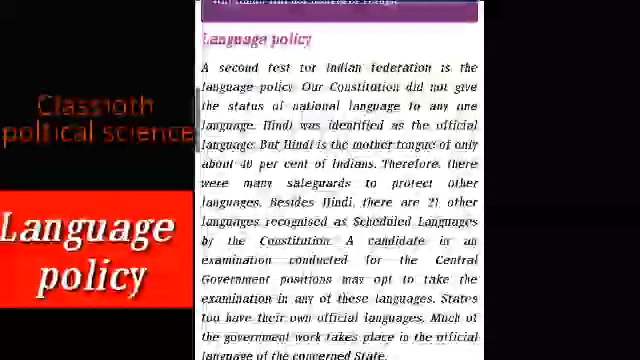 Language policy
A second test for Indian federation is the
language policy. Our Constitution did not give
the status of national language to any one
language. Hindi was identified as the official
language. But Hindi is the mother tongue of only
about 40 per cent of Indians. Therefore, there
were many safeguards to protect other
languages. Besides Hindi, there are 21 other
languages recognised as Scheduled Languages
by the Constitution. A candidate in an
examination conducted for the Central
Government positions may opt to take the
examination in any of these languages. States
too have their own official languages. Much of
the government work takes place in the official
language of the concerned State.
Class10th
political science
Language
policy